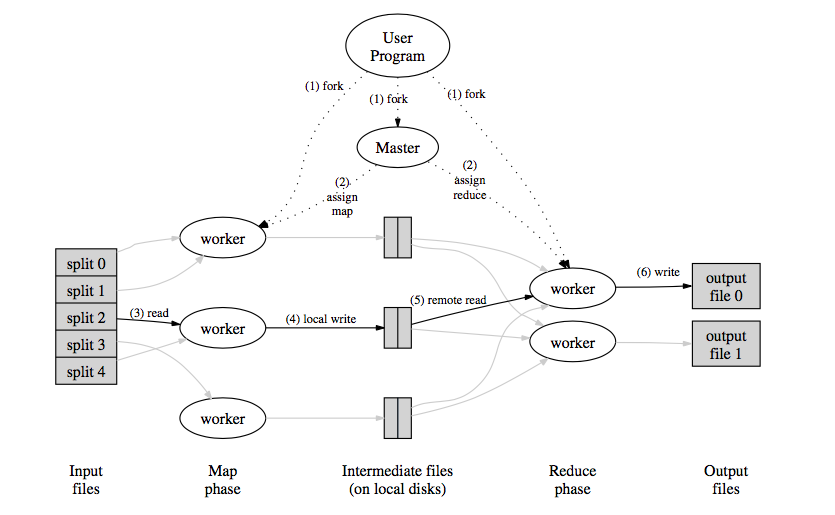 User
Program
(1) fork
(1) fork
(1) fork
Master
(2)
assign
map
(2)
assign
reduce
worker
split 0
split 1
split 2
split 3
split 4
(3) read
worker
(4) local write
(5) remote read
worker
(6) write
output
file 0
worker
output
file 1
worker
Input
files
Map
phase
Intermediate files
(on local disks)
Reduce
phase
Output
files